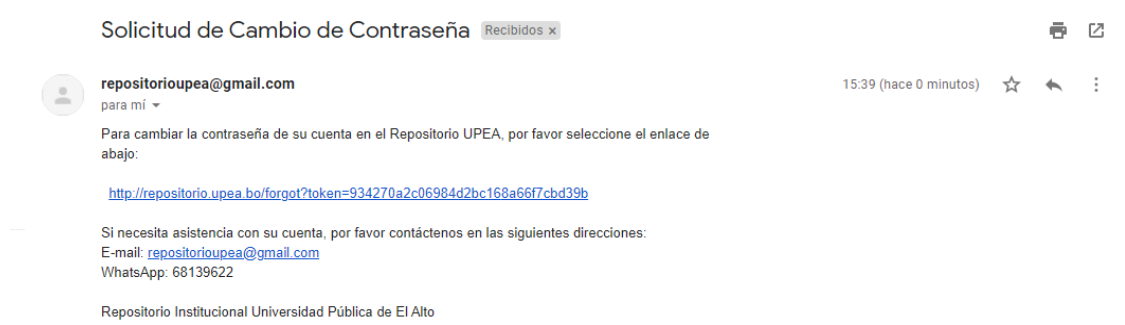 Solicitud de Cambio de Contraseña Recibidos x
repositorioupea@gmail.com 15:39 (hace 0 minutos)
para mí
Para cambiar la contraseña de su cuenta en el Repositorio UPEA, por favor seleccione el enlace de
abajo:
http://repositorio.upea.bo/forgot?token=934270a2c06984d2bc168a66f7cbd39b
Si necesita asistencia con su cuenta, por favor contáctenos en las siguientes direcciones:
E-mail: repositorioupea@gmail.com
WhatsApp: 68139622
Repositorio Institucional Universidad Pública de El Alto